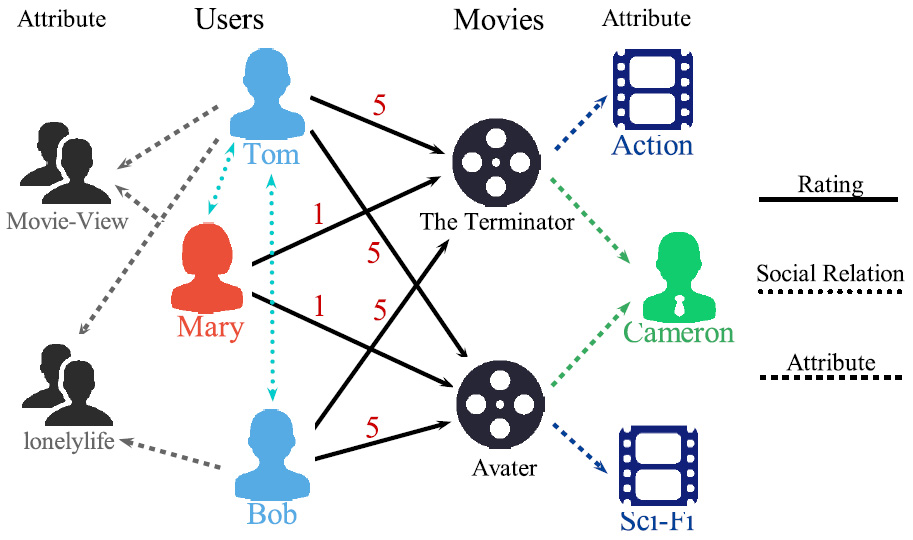 Attribute
Users
Movies
Attribute
5
Tom
Action
Movie-View
1
The Terminator
Rating
5
Social Relation
Mary
1
5
Cameron
Attribute
lonelylife
5
Avater
Bob
Sci-Fi